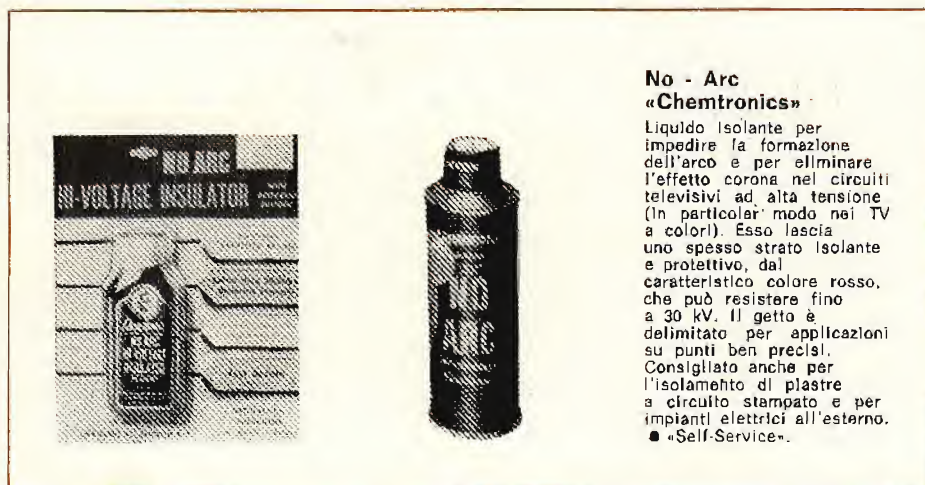 NO ARC
HI-VOLTAGE INSULATOR
NO
ARC
No - Arc
«Chemtronics»
Liquido isolante per
impedire la formazione
dell'arco e per eliminare
l'effetto corona nei circuiti
televisivi ad alta tensione
(in particolar modo nei TV
a colori). Esso lascia
uno spesso strato isolante
e protettivo, dal
caratteristico colore rosso,
che può resistere fino
a 30 kV. Il getto è
delimitato per applicazioni
su punti ben precisi.
Consigliato anche per
l'isolamento di piastre
a circuito stampato e per
impianti elettrici all'esterno.
● «Self-Service».